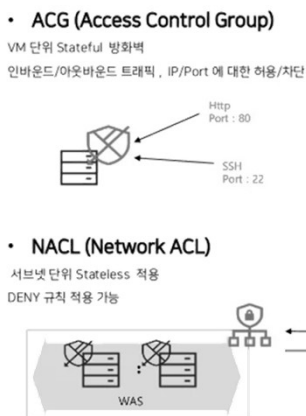 • ACG (Access Control Group)
VM 단위 Stateful 방화벽
인바운드/아웃바운드 트래픽 , IP/Port 에 대한 허용/차단
Http
Port : 80
SSH
Port : 22
• NACL (Network ACL)
서브넷 단위 Stateless 적용
DENY 규칙 적용 가능
WAS